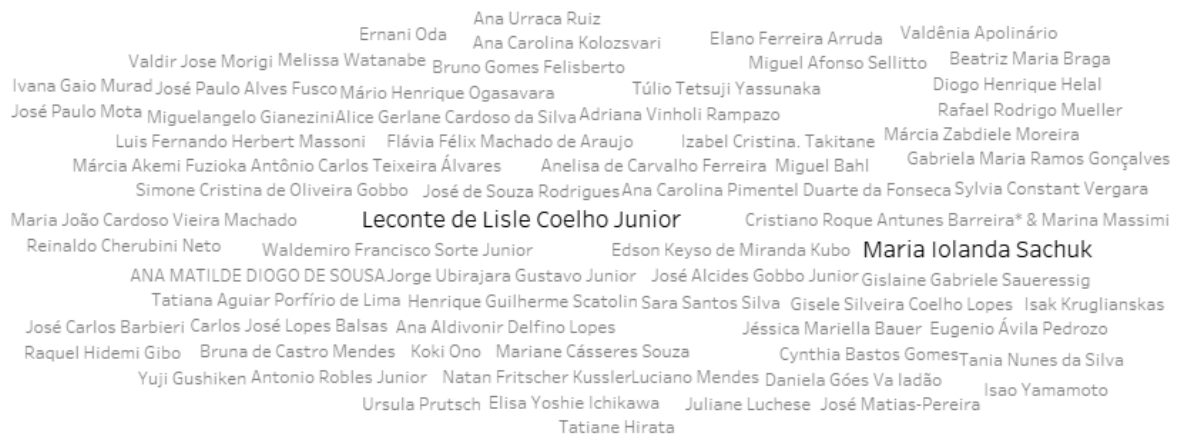 Ana Urraca Ruiz
Ernani Oda Ana Carolina Kolozsvari Elano Ferreira Arruda Valdênia Apolinário
Valdir Jose Morigi Melissa Watanabe Bruno Gomes Felisberto Miguel Afonso Sellitto Beatriz Maria Braga
Ivana Gaio Murad José Paulo Alves Fusco Mário Henrique Ogasavara Túlio Tetsuji Yassunaka Diogo Henrique Helal
José Paulo Mota Miguelangelo Gianezini Alice Gerlane Cardoso da Silva Adriana Vinholi Rampazo Rafael Rodrigo Mueller
Luis Fernando Herbert Massoni Flávia Félix Machado de Araujo Izabel Cristina. Takitane Márcia Zabdiele Moreira
Márcia Akemi Fuzioka Antônio Carlos Teixeira Álvares Anelisa de Carvalho Ferreira Miguel Bahl Gabriela Maria Ramos Gonçalves
Simone Cristina de Oliveira Gobbo José de Souza Rodrigues Ana Carolina Pimentel Duarte da Fonseca Sylvia Constant Vergara
Maria João Cardoso Vieira Machado Leconte de Lisle Coelho Junior Cristiano Roque Antunes Barreira* & Marina Massimi
Reinaldo Cherubini Neto Waldemiro Francisco Sorte Junior Edson Keyso de Miranda Kubo Maria Iolanda Sachuk
ANA MATILDE DIOGO DE SOUSA Jorge Ubirajara Gustavo Junior José Alcides Gobbo Junior Gislaine Gabriele Saueressig
Tatiana Aguiar Porfírio de Lima Henrique Guilherme Scatolin Sara Santos Silva Gisele Silveira Coelho Lopes Isak Kruglianskas
José Carlos Barbieri Carlos José Lopes Balsas Ana Aldivonir Delfino Lopes Jéssica Mariella Bauer Eugenio Ávila Pedrozo
Raquel Hidemi Gibo Bruna de Castro Mendes Koki Ono Mariane Cásseres Souza Cynthia Bastos Gomes Tania Nunes da Silva
Yuji Gushiken Antonio Robles Junior Natan Fritscher Kussler Luciano Mendes Daniela Góes Va ladão Isao Yamamoto
Ursula Prutsch Elisa Yoshie Ichikawa Juliane Luchese José Matias-Pereira
Tatiane Hirata